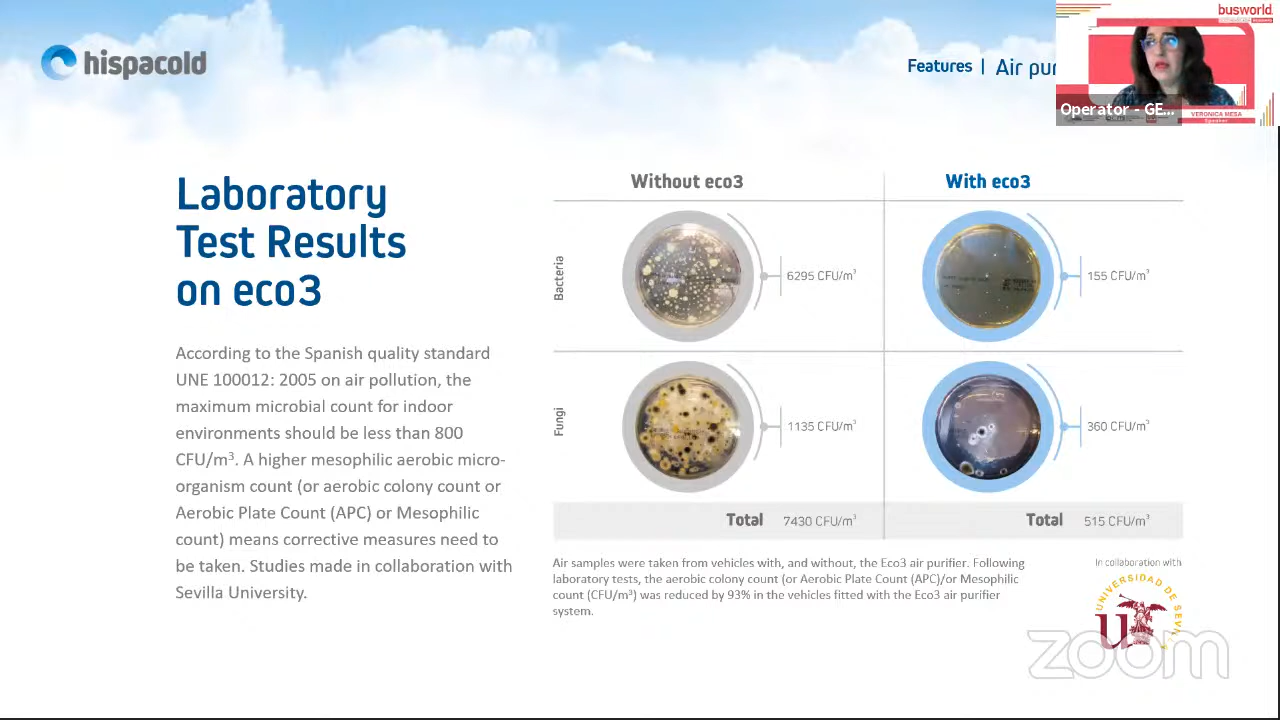 hispacold
Features | Air pur
busworld
Operator - GE...
VERONICA MESA
Speaker
Laboratory
Test Results
on eco3
According to the Spanish quality standard
UNE 100012: 2005 on air pollution, the
maximum microbial count for indoor
environments should be less than 800
CFU/m³. A higher mesophilic aerobic micro-
organism count (or aerobic colony count or
Aerobic Plate Count (APC) or Mesophilic
count) means corrective measures need to
be taken. Studies made in collaboration with
Sevilla University.
Without eco3
With eco3
Bacteria
6295 CFU/m³
155 CFU/m³
Fungi
1135 CFU/m³
360 CFU/m³
Total 7430 CFU/m³
Total 515 CFU/m³
Air samples were taken from vehicles with, and without, the Eco3 air purifier. Following
laboratory tests, the aerobic colony count (or Aerobic Plate Count (APC)/or Mesophilic
count (CFU/m³) was reduced by 93% in the vehicles fitted with the Eco3 air purifier
system.
In collaboration with
UNIVERSIDAD DE SEVILLA
zoom